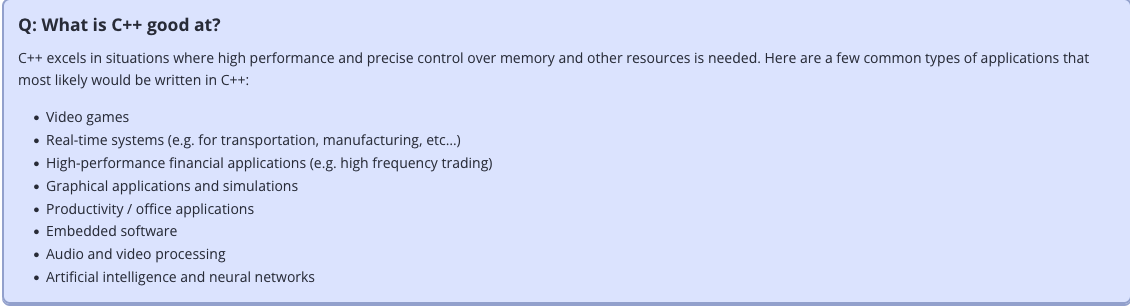 Q: What is C++ good at?
C++ excels in situations where high performance and precise control over memory and other resources is needed. Here are a few common types of applications that
most likely would be written in C++:
• Video games
• Real-time systems (e.g. for transportation, manufacturing, etc…)
• High-performance financial applications (e.g. high frequency trading)
• Graphical applications and simulations
• Productivity / office applications
• Embedded software
• Audio and video processing
• Artificial intelligence and neural networks